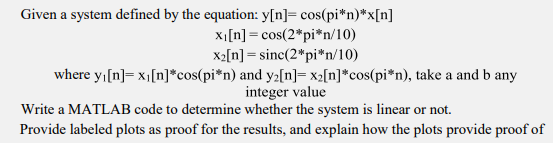 Given a system defined by the equation: y[n]= cos(pi*n)*x[n]
x₁[n] = cos(2*pi*n/10)
x₂[n] = sinc(2*pi*n/10)
where y₁[n]= x₁[n]*cos(pi*n) and y₂[n]= x₂[n]*cos(pi*n), take a and b any
integer value
Write a MATLAB code to determine whether the system is linear or not.
Provide labeled plots as proof for the results, and explain how the plots provide proof of